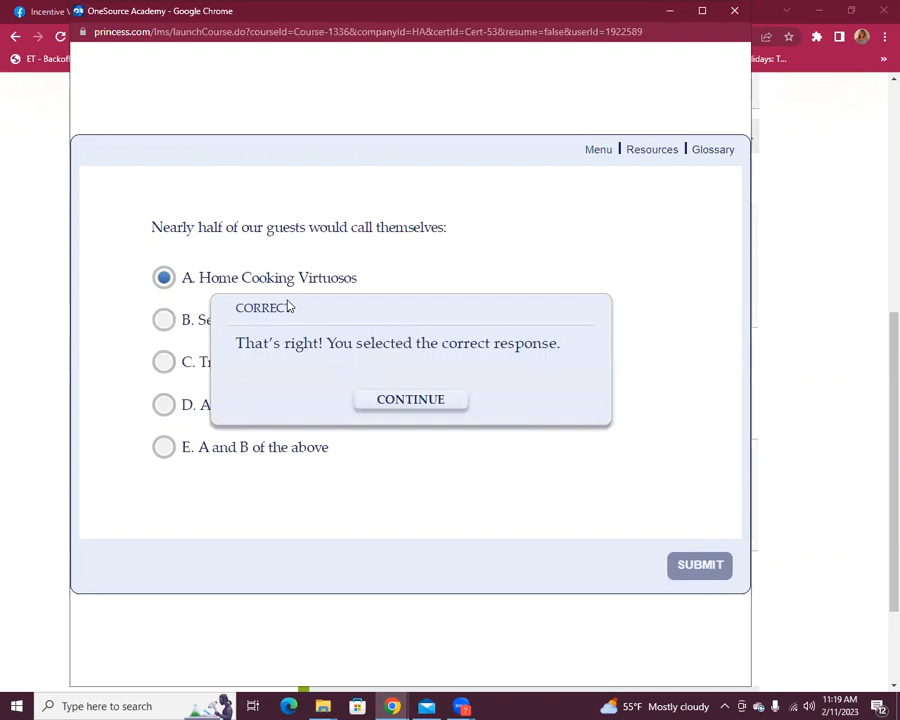 Incentive V
OneSource Academy - Google Chrome
princess.com/lms/launchCourse.do?courseId=Course-1336&companyId=HA&certId=Cert-53&resume=false&userId=1922589
ET - Backoff
lidays: T...
»
Menu | Resources | Glossary
Nearly half of our guests would call themselves:
A. Home Cooking Virtuosos
B. Se
C. Tr
D. A
E. A and B of the above
CORRECT
That's right! You selected the correct response.
CONTINUE
SUBMIT
Type here to search
55°F Mostly cloudy
11:19 AM
2/11/2023
12